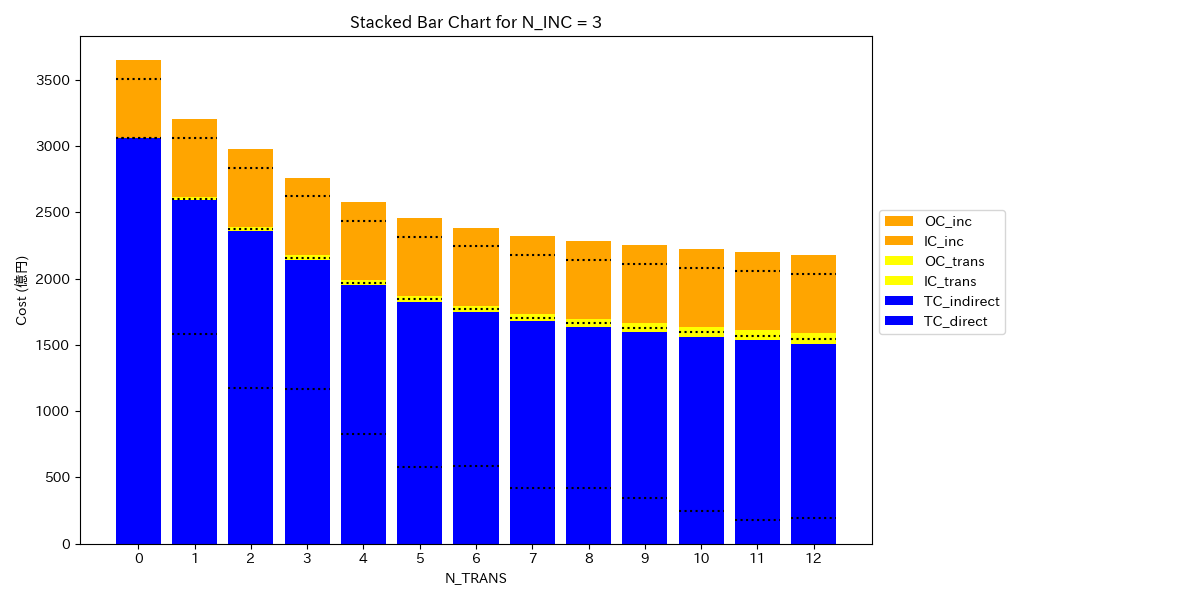 Stacked Bar Chart for N_INC = 3
Cost (億円)
3500
3000
2500
2000
1500
1000
500
0
0 1 2 3 4 5 6 7 8 9 10 11 12
N_TRANS
OC_inc
IC_inc
OC_trans
IC_trans
TC_indirect
TC_direct